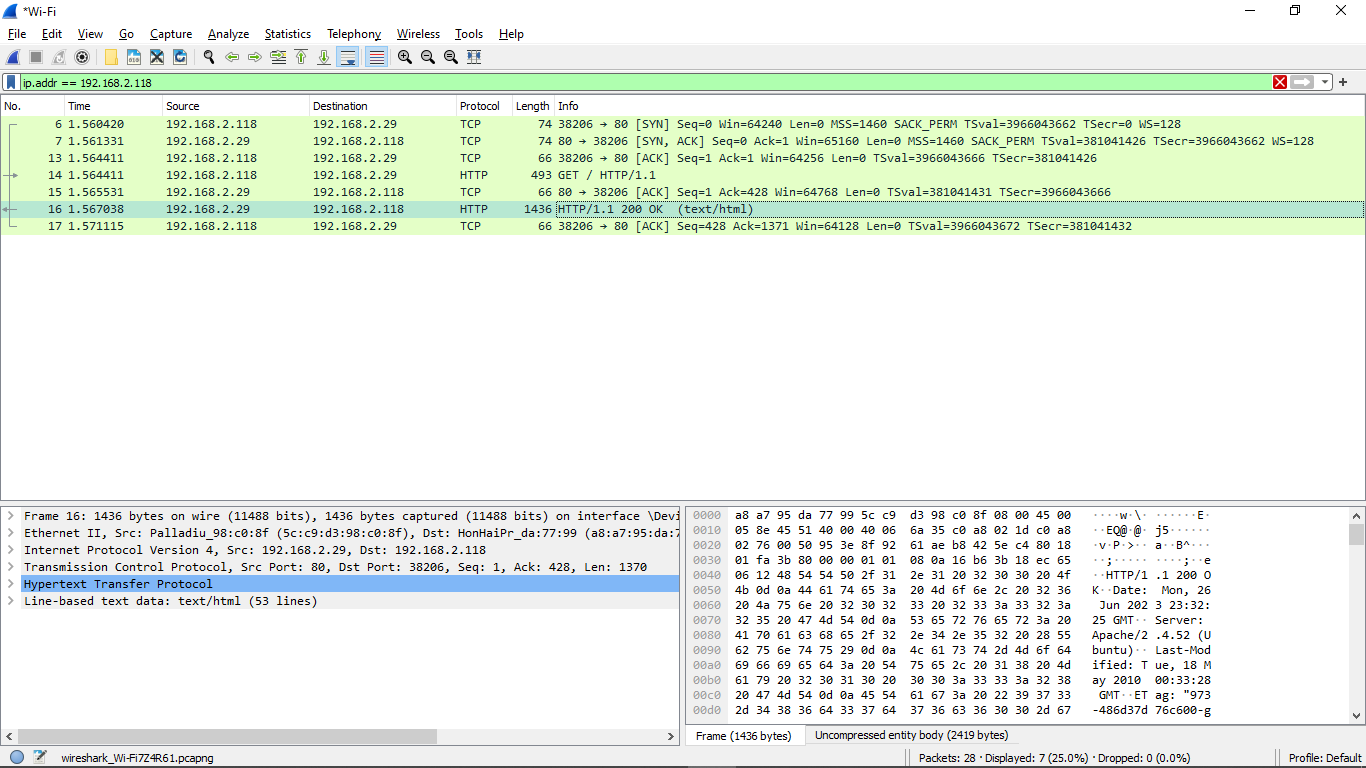 *Wi-Fi
File Edit View Go Capture Analyze Statistics Telephony Wireless Tools Help
ip.addr == 192.168.2.118
No. Time Source Destination Protocol Length Info
6 1.560420 192.168.2.118 192.168.2.29 TCP 74 38206 → 80 [SYN] Seq=0 Win=64240 Len=0 MSS=1460 SACK_PERM TSval=3966043662 TSecr=0 WS=128
7 1.561331 192.168.2.29 192.168.2.118 TCP 74 80 → 38206 [SYN, ACK] Seq=0 Ack=1 Win=65160 Len=0 MSS=1460 SACK_PERM TSval=381041426 TSecr=3966043662 WS=128
13 1.564411 192.168.2.118 192.168.2.29 TCP 66 38206 → 80 [ACK] Seq=1 Ack=1 Win=64256 Len=0 TSval=3966043666 TSecr=381041426
14 1.564411 192.168.2.118 192.168.2.29 HTTP 493 GET / HTTP/1.1
15 1.565531 192.168.2.29 192.168.2.118 TCP 66 80 → 38206 [ACK] Seq=1 Ack=428 Win=64768 Len=0 TSval=381041431 TSecr=3966043666
16 1.567038 192.168.2.29 192.168.2.118 HTTP 1436 HTTP/1.1 200 OK (text/html)
17 1.571115 192.168.2.118 192.168.2.29 TCP 66 38206 → 80 [ACK] Seq=428 Ack=1371 Win=64128 Len=0 TSval=3966043672 TSecr=381041432
Frame 16: 1436 bytes on wire (11488 bits), 1436 bytes captured (11488 bits) on interface \Devi
Ethernet II, Src: Palladiu_98:c0:8f (5c:c9:d3:98:c0:8f), Dst: HonHaiPr_da:77:99 (a8:a7:95:da:7
Internet Protocol Version 4, Src: 192.168.2.29, Dst: 192.168.2.118
Transmission Control Protocol, Src Port: 80, Dst Port: 38206, Seq: 1, Ack: 428, Len: 1370
Hypertext Transfer Protocol
Line-based text data: text/html (53 lines)
0000 a8 a7 95 da 77 99 5c c9 d3 98 c0 8f 08 00 45 00 ····w·\· ······E·
0010 05 8e 45 51 40 00 40 06 6a 35 c0 a8 02 1d c0 a8 ··EQ@·@· j5······
0020 02 76 00 50 95 3e 8f 92 61 ae b8 42 5e c4 80 18 ·v·P·>·· a··B^···
0030 01 fa 3b 80 00 00 01 01 08 0a 16 b6 3b 18 ec 65 ··;····· ····;··e
0040 06 12 48 54 54 50 2f 31 2e 31 20 32 30 30 20 4f ··HTTP/1 .1 200 O
0050 4b 0d 0a 44 61 74 65 3a 20 4d 6f 6e 2c 20 32 36 K··Date: Mon, 26
0060 20 4a 75 6e 20 32 30 32 33 20 32 33 3a 33 32 3a Jun 202 3 23:32:
0070 32 35 20 47 4d 54 0d 0a 53 65 72 76 65 72 3a 20 25 GMT·· Server:
0080 41 70 61 63 68 65 2f 32 2e 34 2e 35 32 20 28 55 Apache/2 .4.52 (U
0090 62 75 6e 74 75 29 0d 0a 4c 61 73 74 2d 4d 6f 64 buntu)·· Last-Mod
00a0 69 66 69 65 64 3a 20 54 75 65 2c 20 31 38 20 4d ified: T ue, 18 M
00b0 61 79 20 32 30 31 30 20 30 30 3a 33 33 3a 32 38 ay 2010 00:33:28
00c0 20 47 4d 54 0d 0a 45 54 61 67 3a 20 22 39 37 33 GMT··ET ag: "973
00d0 2d 34 38 36 64 33 37 64 37 36 63 36 30 30 2d 67 -486d37d 76c600-g
Frame (1436 bytes) Uncompressed entity body (2419 bytes)
wireshark_Wi-Fi7Z4R61.pcapng Packets: 28 · Displayed: 7 (25.0%) · Dropped: 0 (0.0%) Profile: Default